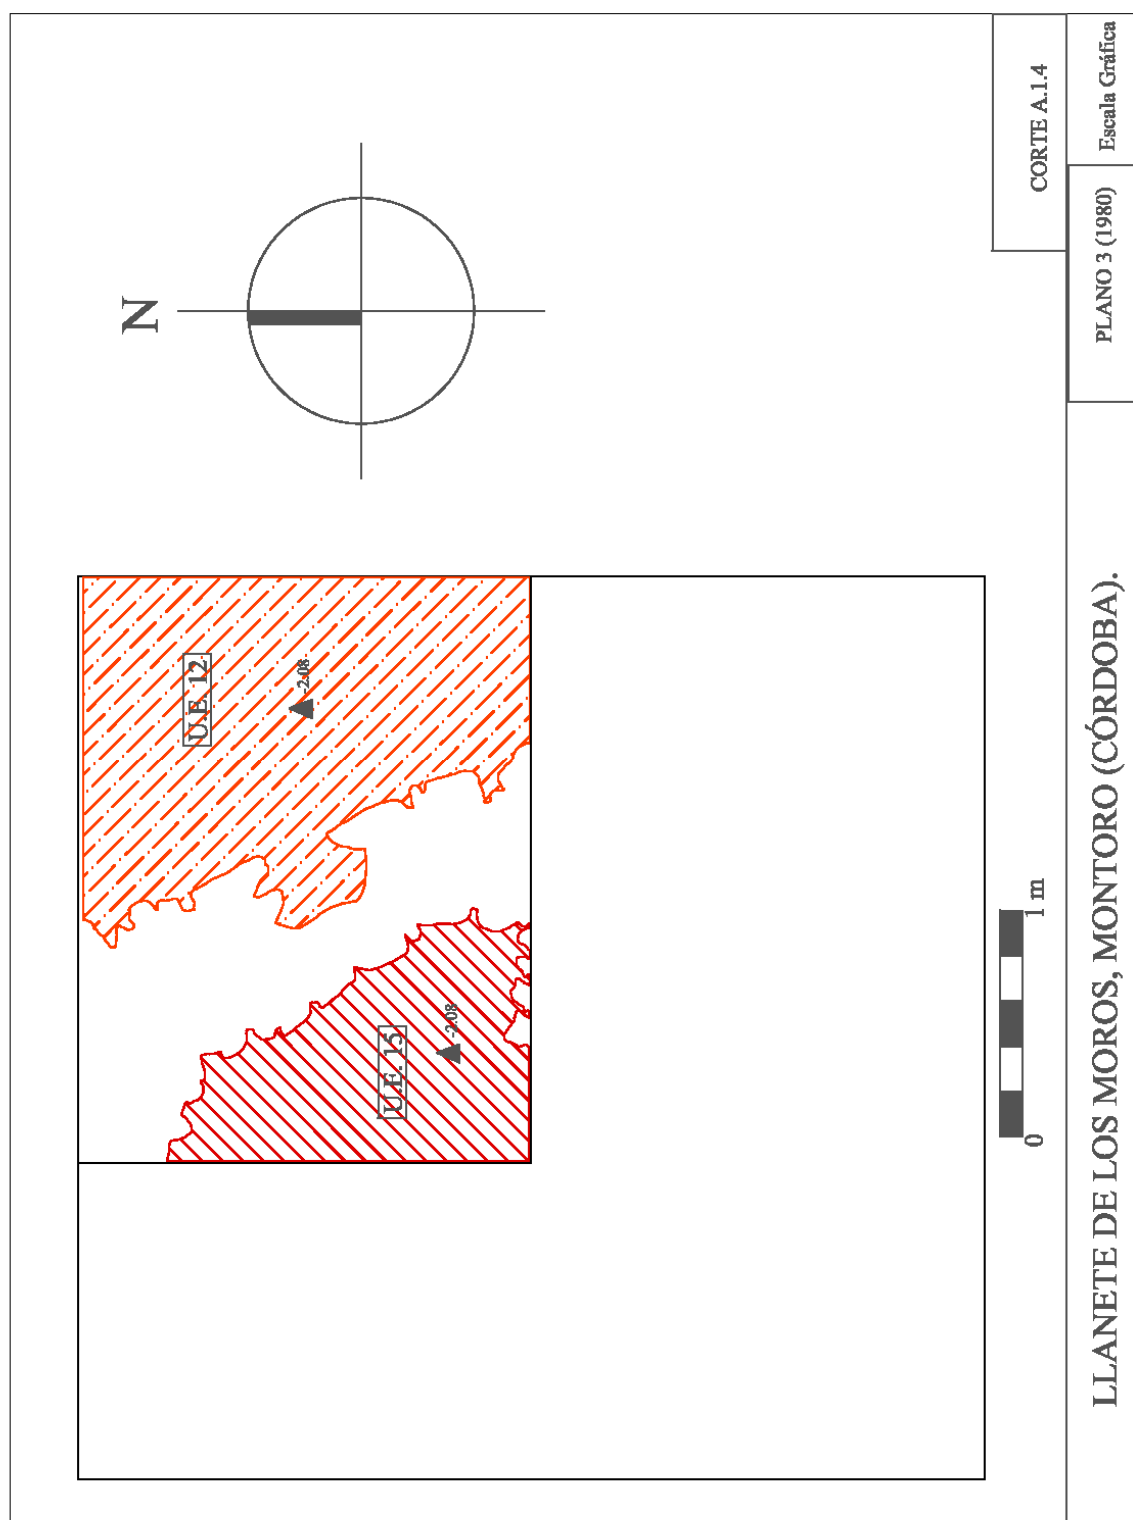 N
U.E. 12
-2.08
U.E. 15
-2.08
0
1 m
CORTE A.1.4
LLANETE DE LOS MOROS, MONTORO (CÓRDOBA).
PLANO 3 (1980)
Escala Gráfica